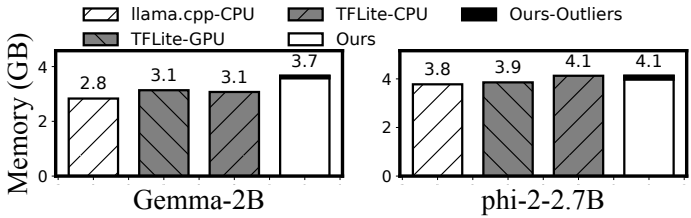 llama.cpp-CPU TFLite-CPU Ours-Outliers
TFLite-GPU Ours
Memory (GB)
4
2
0
2.8 3.1 3.1 3.7
Gemma-2B
4
2
0
3.8 3.9 4.1 4.1
phi-2-2.7B